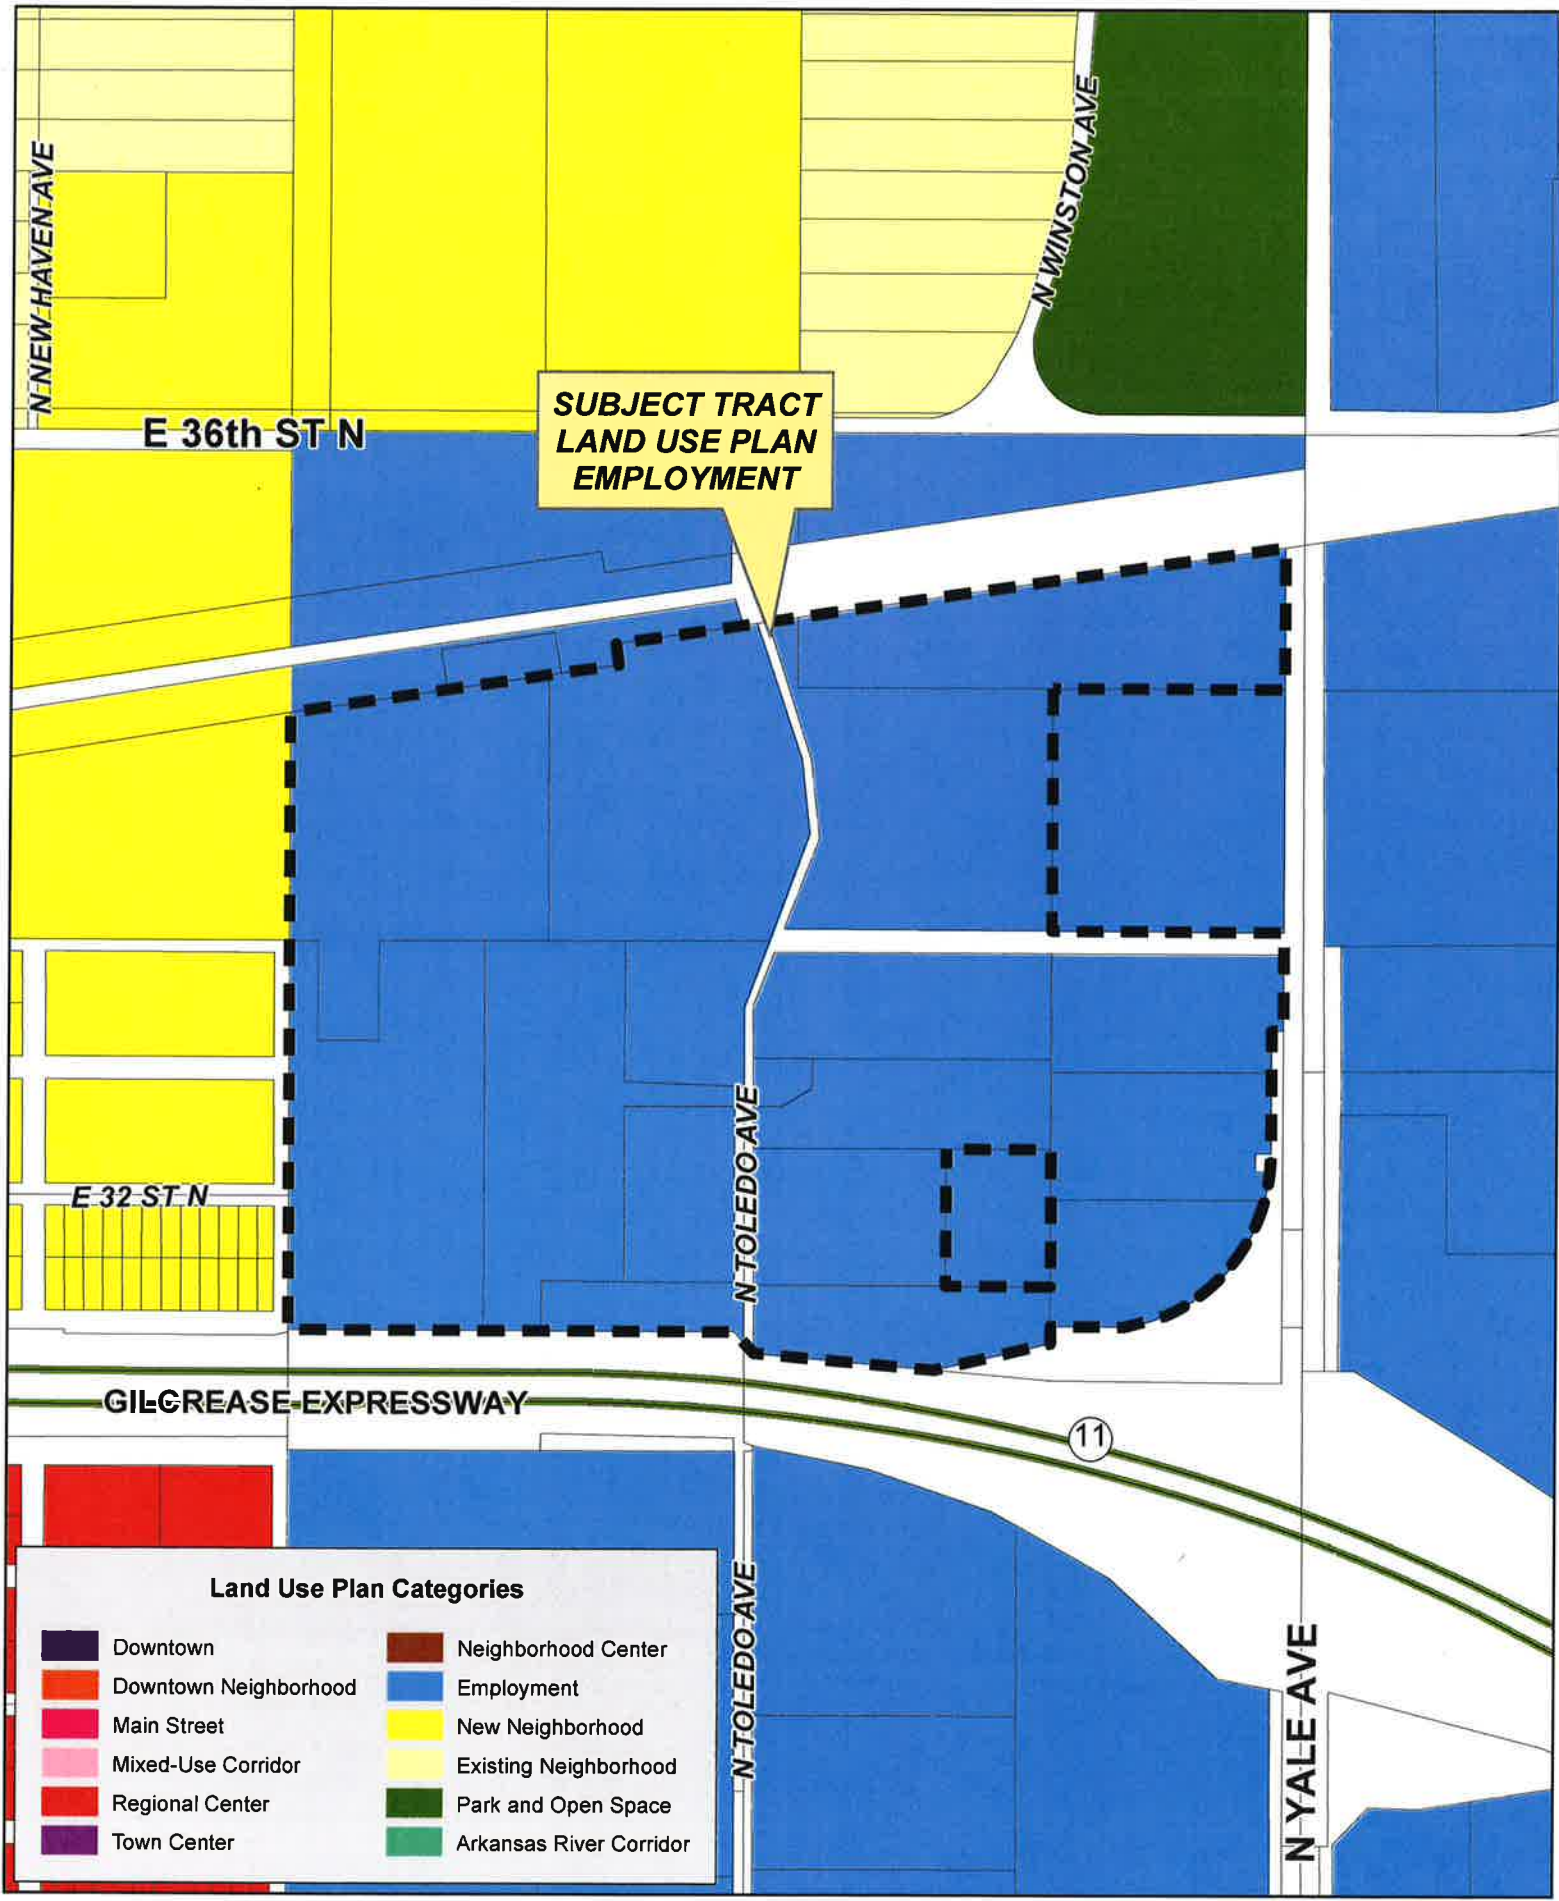 N NEW HAVEN AVE
N WINSTON AVE
E 36th ST N
SUBJECT TRACT
LAND USE PLAN
EMPLOYMENT
N TOLEDO AVE
E 32 ST N
GILCREASE EXPRESSWAY
11
N TOLEDO AVE
N YALE AVE
Land Use Plan Categories
Downtown
Downtown Neighborhood
Main Street
Mixed-Use Corridor
Regional Center
Town Center
Neighborhood Center
Employment
New Neighborhood
Existing Neighborhood
Park and Open Space
Arkansas River Corridor